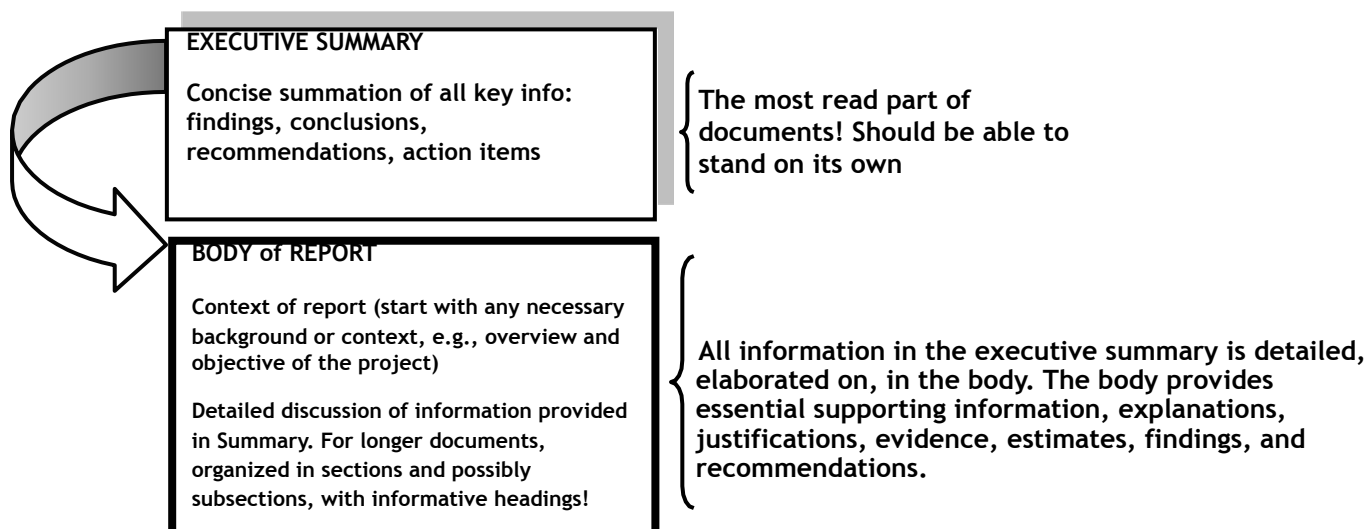 EXECUTIVE SUMMARY
Concise summation of all key info:
findings, conclusions,
recommendations, action items
The most read part of
documents! Should be able to
stand on its own
BODY of REPORT
Context of report (start with any necessary
background or context, e.g., overview and
objective of the project)
Detailed discussion of information provided
in Summary. For longer documents,
organized in sections and possibly
subsections, with informative headings!
All information in the executive summary is detailed,
elaborated on, in the body. The body provides
essential supporting information, explanations,
justifications, evidence, estimates, findings, and
recommendations.